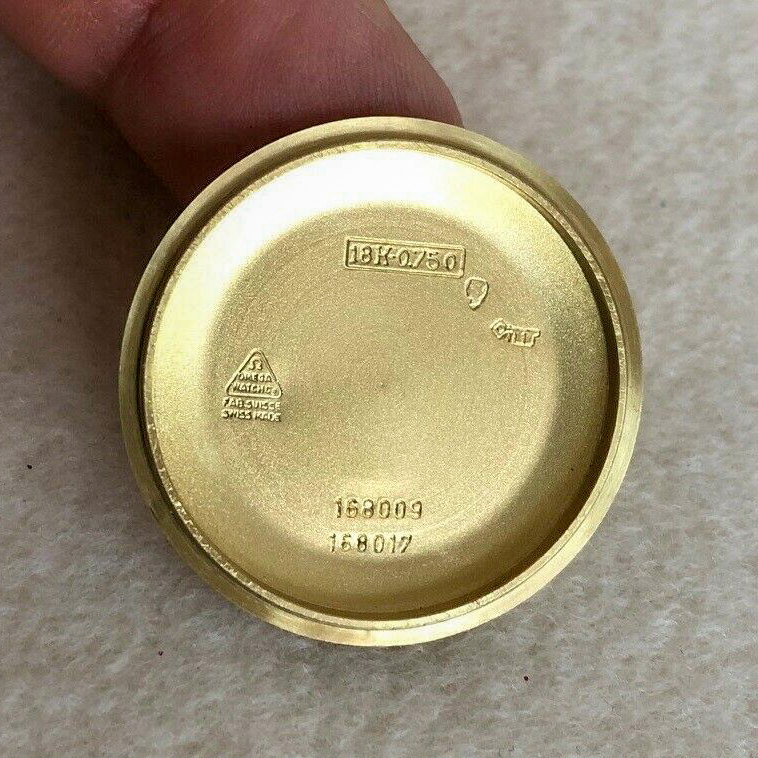 18K-0.750
Ω
OMEGA
WATCH Co
FAB.SUISSE
SWISS MADE
168009
168017